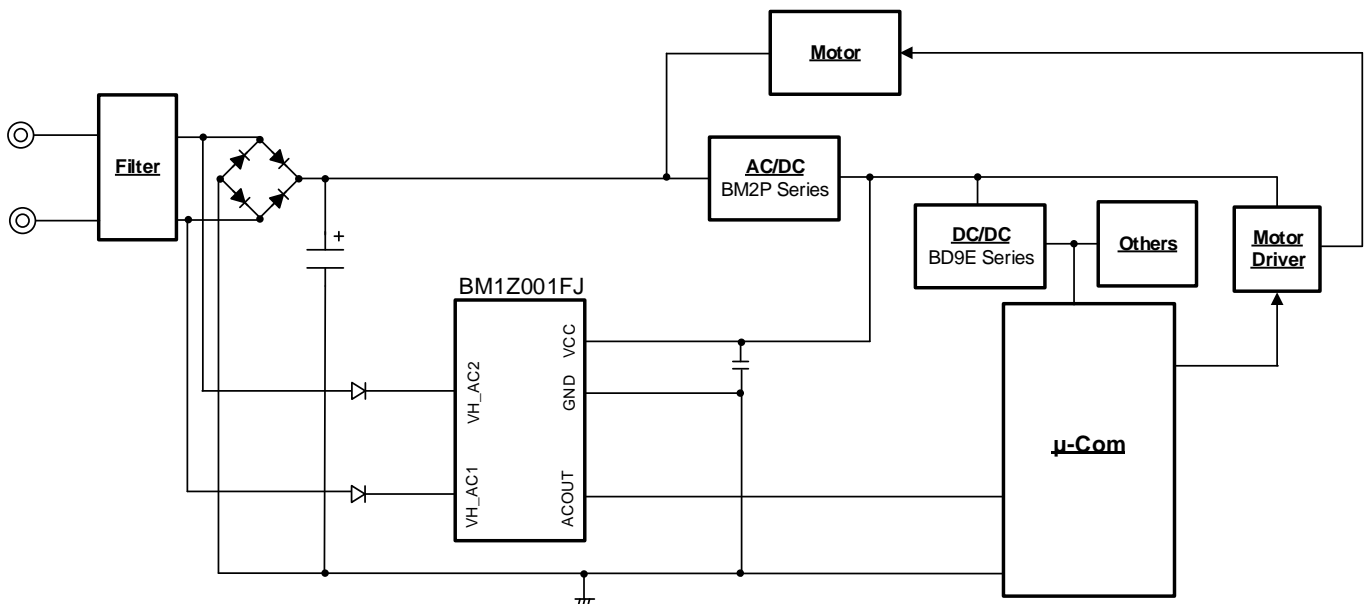 Motor
Filter
AC/DC
BM2P Series
DC/DC
BD9E Series
Others
Motor
Driver
+
BM1Z001FJ
VCC
VH_AC2
GND
VH_AC1
ACOUT
µ-Com